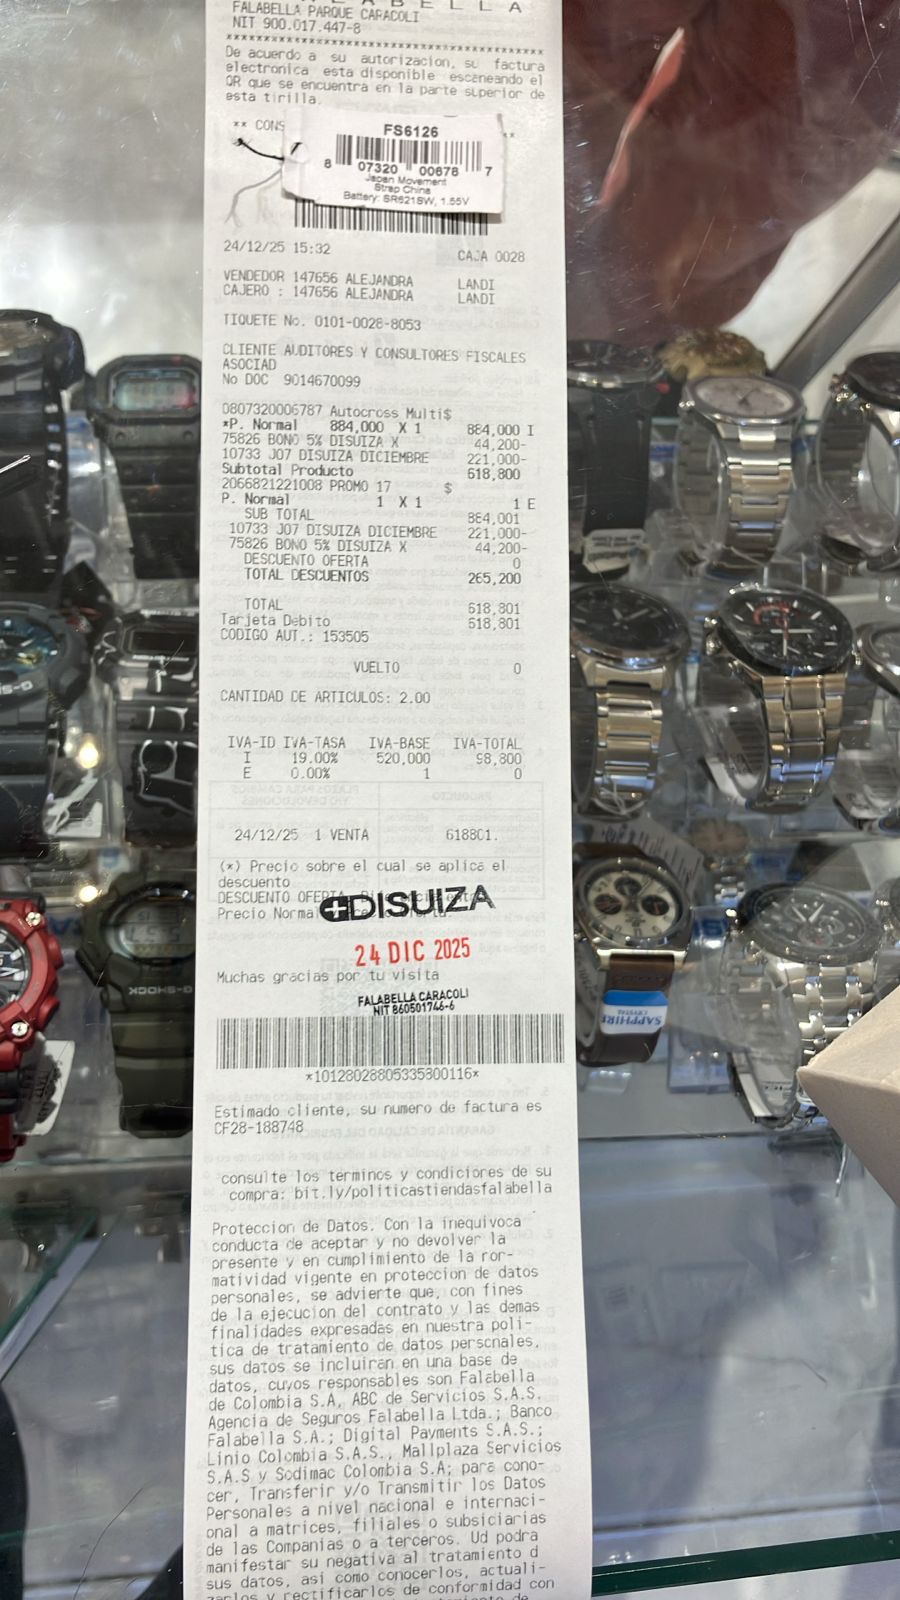 FALABELLA PARQUE CARACOLI
NIT 900.017.447-8
****************************************
De acuerdo a su autorizacion, su factura
electronica esta disponible escaneando el
QR que se encuentra en la parte superior de
esta tirilla.
** CONS
**
FS6126
8 07320 00678 7
Japan Movement
Strap China
Battery: SR621SW, 1.55V
24/12/25 15:32 CAJA 0028
VENDEDOR 147656 ALEJANDRA LANDI
CAJERO : 147656 ALEJANDRA LANDI
TIQUETE No. 0101-0028-8053
CLIENTE AUDITORES Y CONSULTORES FISCALES
ASOCIAD
No DOC 9014670099
0807320006787 Autocross Multi$
*P. Normal 884,000 X 1 884,000 I
75826 BONO 5% DISUIZA X 44,200-
10733 J07 DISUIZA DICIEMBRE 221,000-
Subtotal Producto 618,800
2066821221008 PROMO 17 $
P. Normal 1 X 1 1 E
SUB TOTAL 884,001
10733 J07 DISUIZA DICIEMBRE 221,000-
75826 BONO 5% DISUIZA X 44,200-
DESCUENTO OFERTA 0
TOTAL DESCUENTOS 265,200
TOTAL 618,801
Tarjeta Debito 618,801
CODIGO AUT.: 153505
VUELTO 0
CANTIDAD DE ARTICULOS: 2.00
IVA-ID IVA-TASA IVA-BASE IVA-TOTAL
I 19.00% 520,000 98,800
E 0.00% 1 0
24/12/25 1 VENTA 618801.
(*) Precio sobre el cual se aplica el
descuento
DESCUENTO OFERTA
Precio Normal
DISUIZA
24 DIC 2025
Muchas gracias por tu visita
FALABELLA CARACOLI
NIT 860501746-6
*10128028805335300116*
Estimado cliente, su numero de factura es
CF28-188748
consulte los terminos y condiciones de su
compra: bit.ly/politicastiendasfalabella
Proteccion de Datos. Con la inequivoca
conducta de aceptar y no devolver la
presente y en cumplimiento de la nor-
matividad vigente en proteccion de datos
personales, se advierte que, con fines
de la ejecucion del contrato y las demas
finalidades expresadas en nuestra poli-
tica de tratamiento de datos personales,
sus datos se incluiran en una base de
datos, cuyos responsables son Falabella
de Colombia S.A, ABC de Servicios S.A.S.
Agencia de Seguros Falabella Ltda.; Banco
Falabella S.A.; Digital Payments S.A.S.;
Linio Colombia S.A.S., Mallplaza Servicios
S.A.S y Sodimac Colombia S.A; para cono-
cer, Transferir y/o Transmitir los Datos
Personales a nivel nacional e internaci-
onal a matrices, filiales o subsiciarias
de las Companias o a terceros. Ud podra
manifestar su negativa al tratamiento d
sus datos, asi como conocerlos, actuali-
zarlos y rectificarlos de conformidad con
G-SHOCK
SAPPHIRE
CRYSTAL